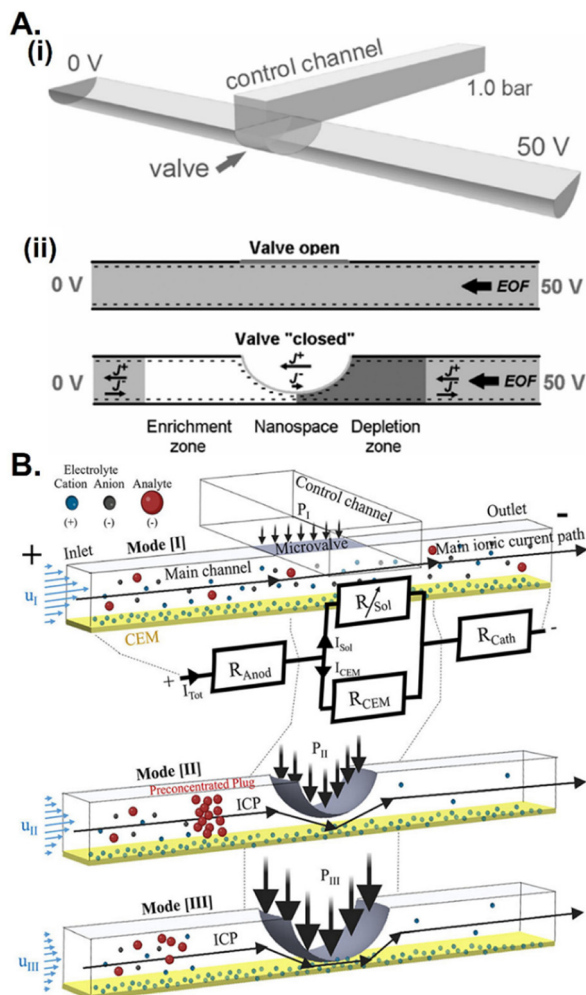 A.
(i)
0 V
control channel
1.0 bar
valve
50 V
(ii)
Valve open
0 V
EOF
50 V
Valve "closed"
0 V
J+
J-
J+
J-
J+
J-
EOF
50 V
Enrichment zone
Nanospace
Depletion zone
B.
Electrolyte
Cation
Anion
Analyte
(+)
(-)
(-)
Control channel
PI
Outlet
-
+
Inlet
Mode [I]
Microvalve
Main ionic current path
Main channel
uI
CEM
RSol
ISol
+
ITot
RAnod
ICEM
RCath
-
RCEM
Mode [II]
PII
Preconcentrated Plug
ICP
uII
Mode [III]
PIII
ICP
uIII